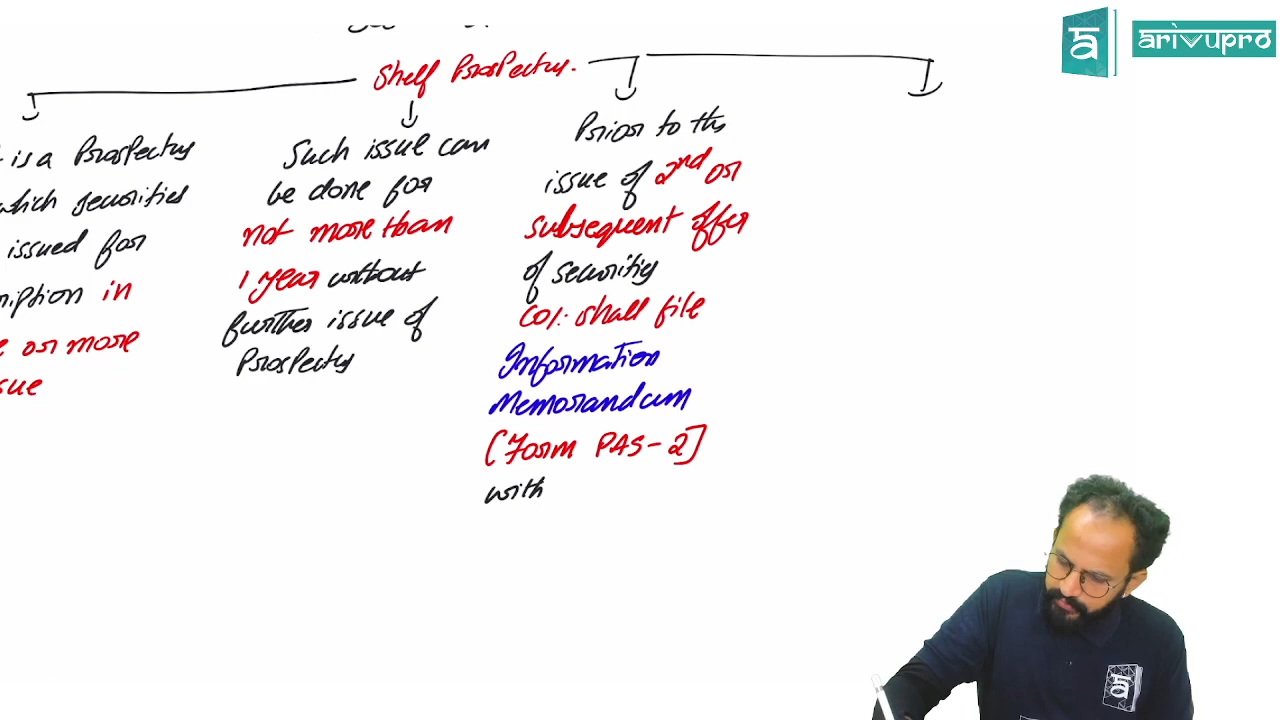 Shelf Prospectus.
is a Prospectus
which securities
issued for
in
or more
Such issue can
be done for
not more than
1 year without
further issue of
Prospectus
Prior to the
issue of 2nd or
subsequent offer
of securities
co/: shall file
Information
Memorandum
[Form PAS-2]
with
arivupro